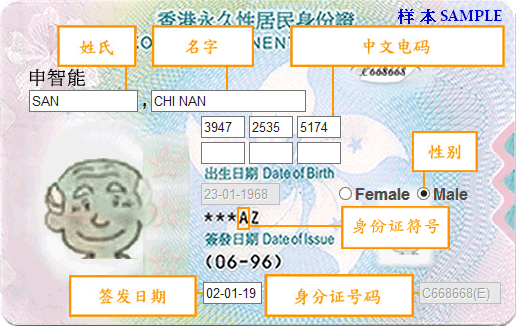 样 本 SAMPLE
香港永久性居民身份證
姓氏
名字
中文电码
申智能
SAN , CHI NAN
£668668
3947 2535 5174
出生日期 Date of Birth
性别
23-01-1968
Female Male
***AZ
身份证符号
簽發日期 Date of Issue
(06-96)
签发日期
02-01-19
身分证号码
C668668(E)